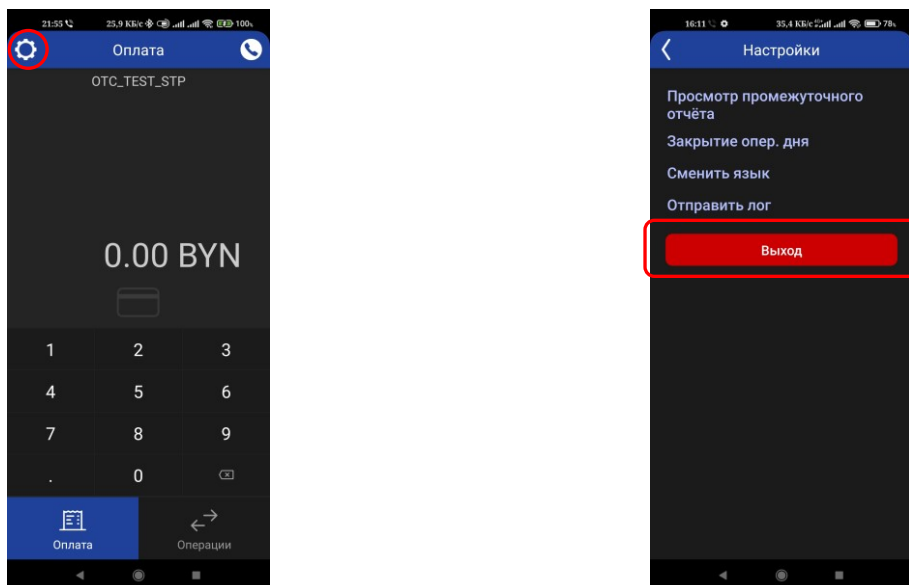 21:55
25,9 КБ/с
100%
Оплата
OTC_TEST_STP
0.00 BYN
1 2 3
4 5 6
7 8 9
. 0
Оплата
Операции
16:11
35,4 КБ/с
78%
Настройки
Просмотр промежуточного
отчёта
Закрытие опер. дня
Сменить язык
Отправить лог
Выход